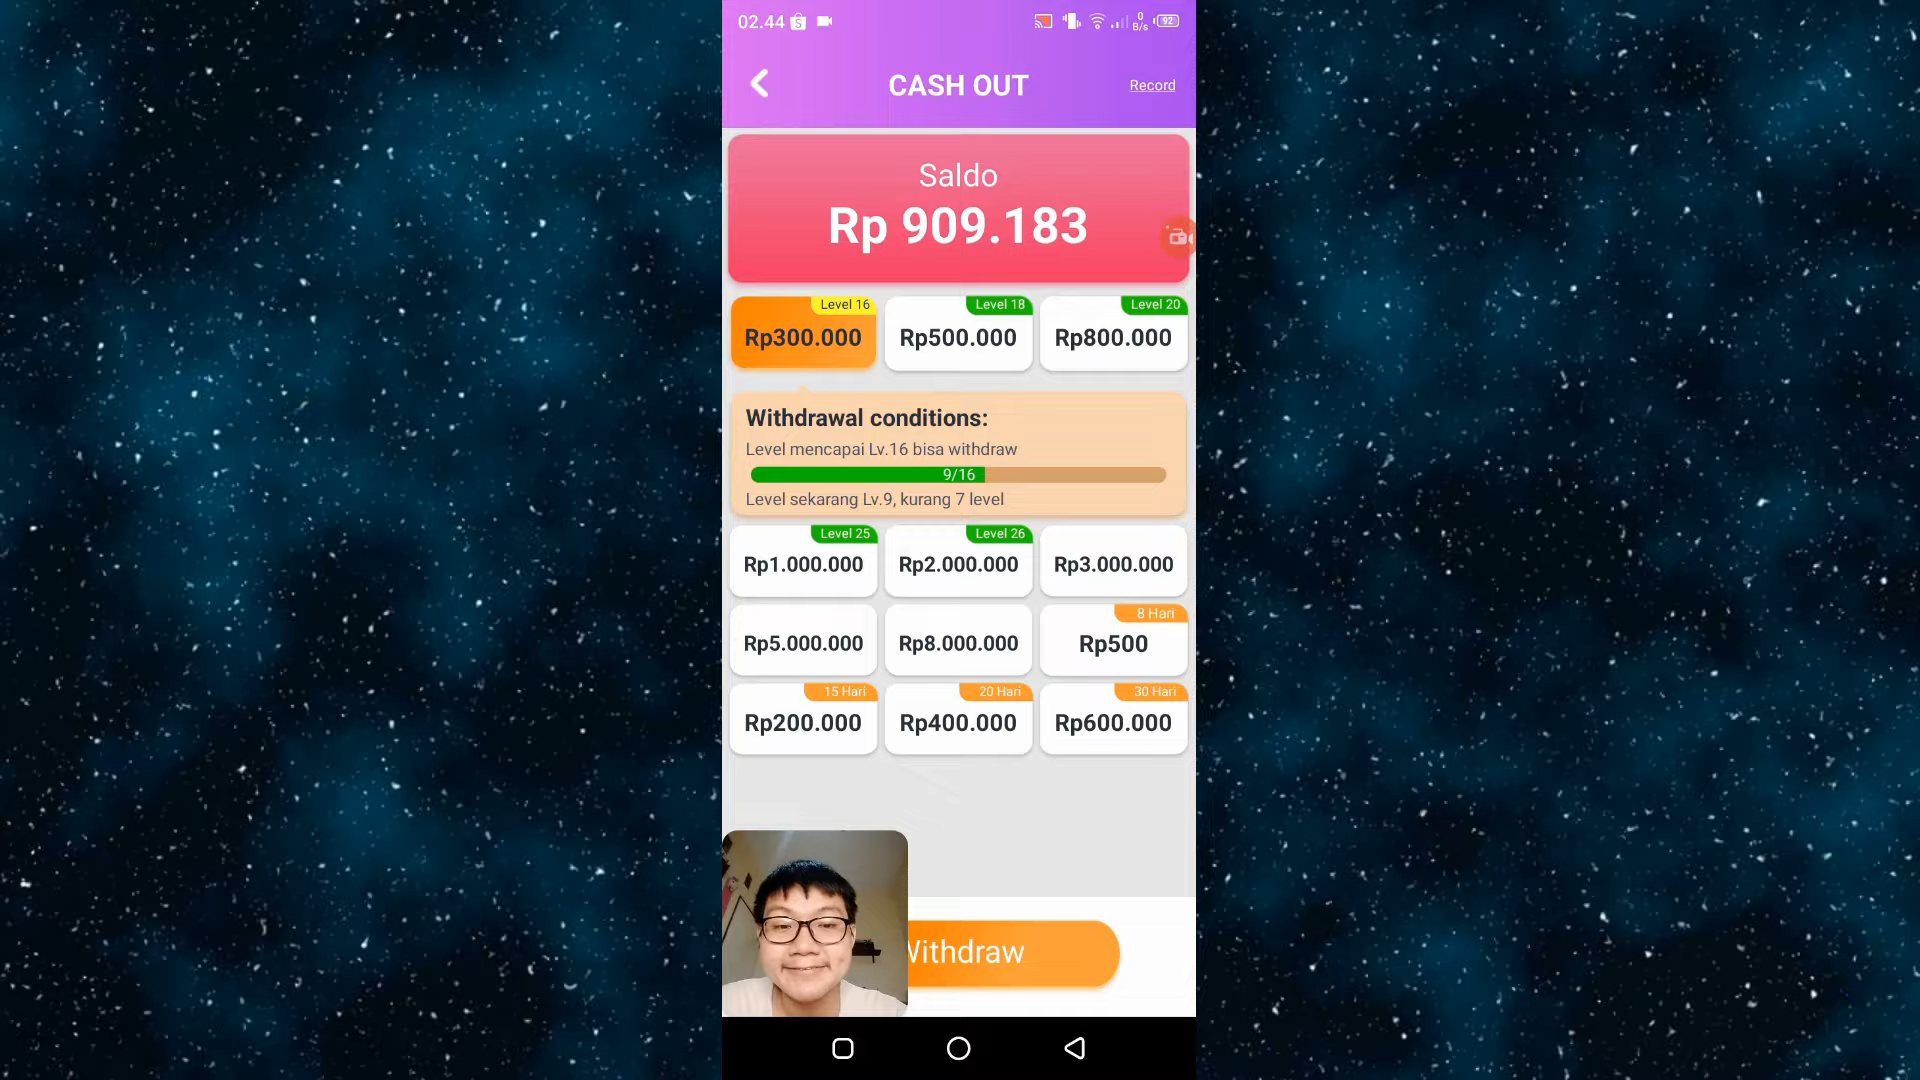 02.44
0
B/s
92
CASH OUT
Record
Saldo
Rp 909.183
Level 16
Rp300.000
Level 18
Rp500.000
Level 20
Rp800.000
Withdrawal conditions:
Level mencapai Lv.16 bisa withdraw
9/16
Level sekarang Lv.9, kurang 7 level
Level 25
Rp1.000.000
Level 26
Rp2.000.000
Rp3.000.000
Rp5.000.000
Rp8.000.000
8 Hari
Rp500
15 Hari
Rp200.000
20 Hari
Rp400.000
30 Hari
Rp600.000
Withdraw